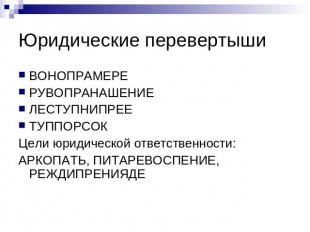 Юридические перевертыши
ВОНОПРАМЕРЕ
РУВОПРАНАШЕНИЕ
ЛЕСТУПНИПРЕЕ
ТУППОРСОК
Цели юридической ответственности:
АРКОПАТЬ, ПИТАРЕВОСПЕНИЕ,
РЕЖДИПРЕНИЯДЕ